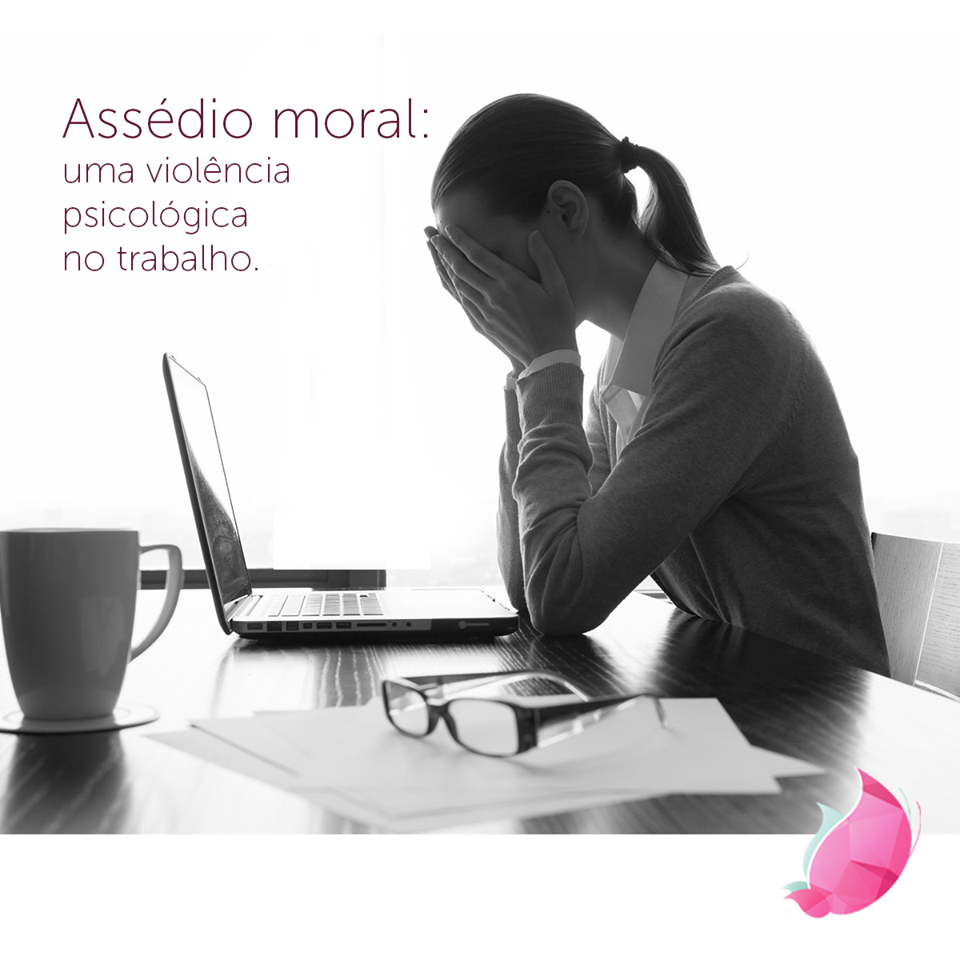 Assédio moral:
uma violência
psicológica
no trabalho.